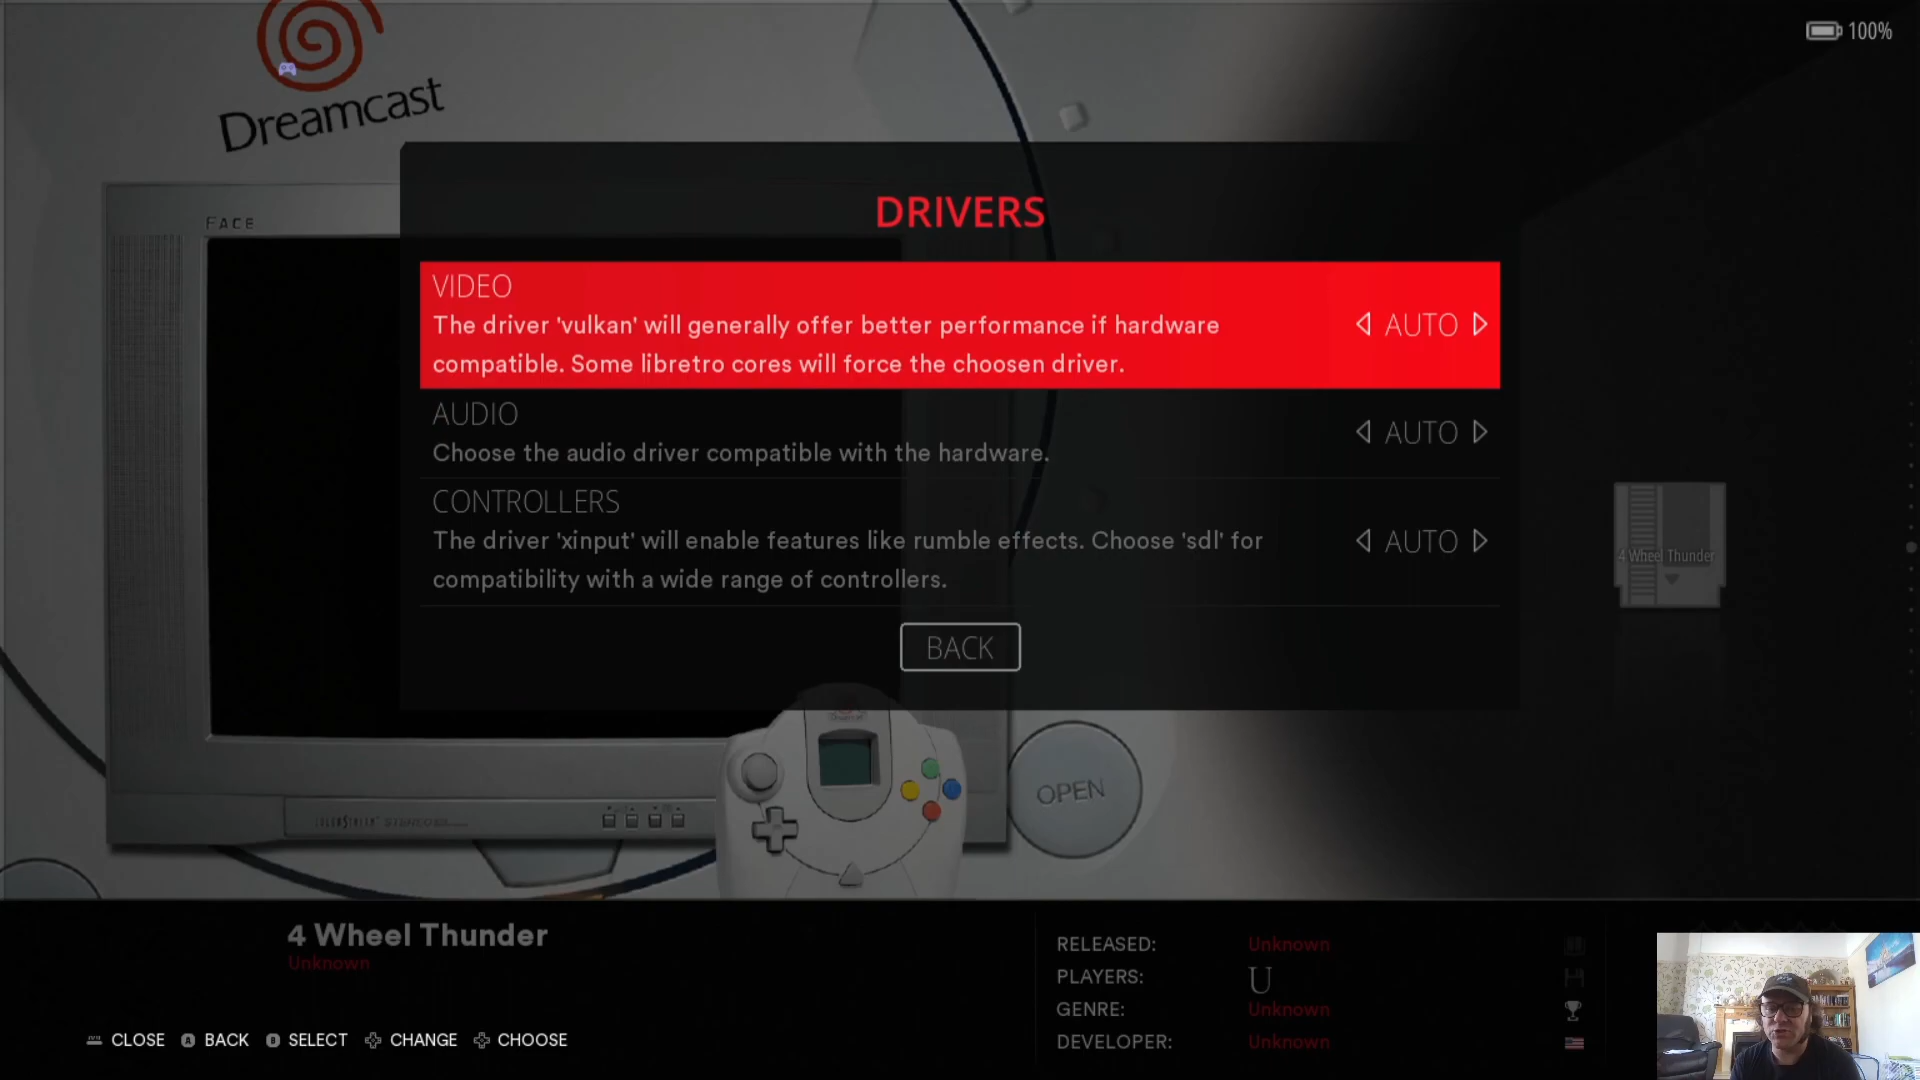 100%
Dreamcast
FACE
DRIVERS
VIDEO
The driver 'vulkan' will generally offer better performance if hardware
compatible. Some libretro cores will force the choosen driver.
AUTO
AUDIO
Choose the audio driver compatible with the hardware.
AUTO
CONTROLLERS
The driver 'xinput' will enable features like rumble effects. Choose 'sdl' for
compatibility with a wide range of controllers.
AUTO
BACK
4 Wheel Thunder
OPEN
4 Wheel Thunder
Unknown
RELEASED: Unknown
PLAYERS: U
GENRE: Unknown
DEVELOPER: Unknown
CLOSE A BACK B SELECT CHANGE CHOOSE